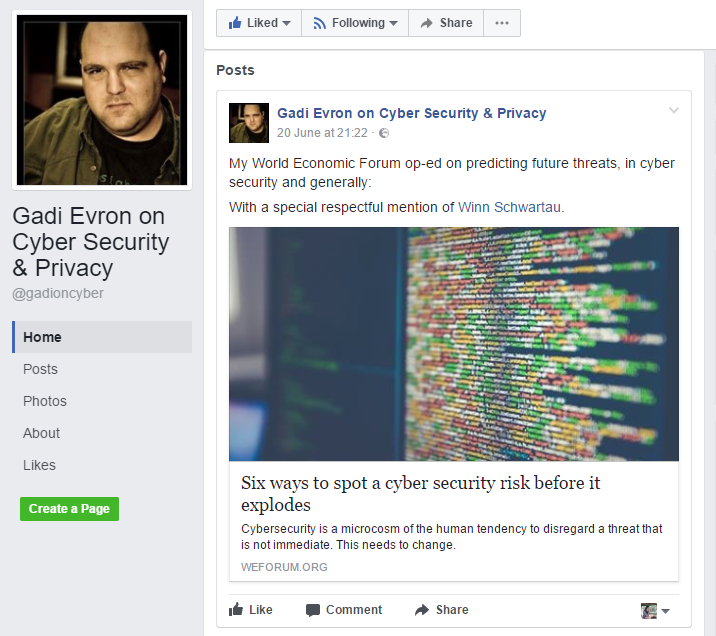 Liked
Following
Share
Posts
Gadi Evron on Cyber Security & Privacy
20 June at 21:22 ·
My World Economic Forum op-ed on predicting future threats, in cyber
security and generally:
With a special respectful mention of Winn Schwartau.
Six ways to spot a cyber security risk before it
explodes
Cybersecurity is a microcosm of the human tendency to disregard a threat that
is not immediate. This needs to change.
WEFORUM.ORG
Like
Comment
Share
Gadi Evron on
Cyber Security
& Privacy
@gadioncyber
Home
Posts
Photos
About
Likes
Create a Page